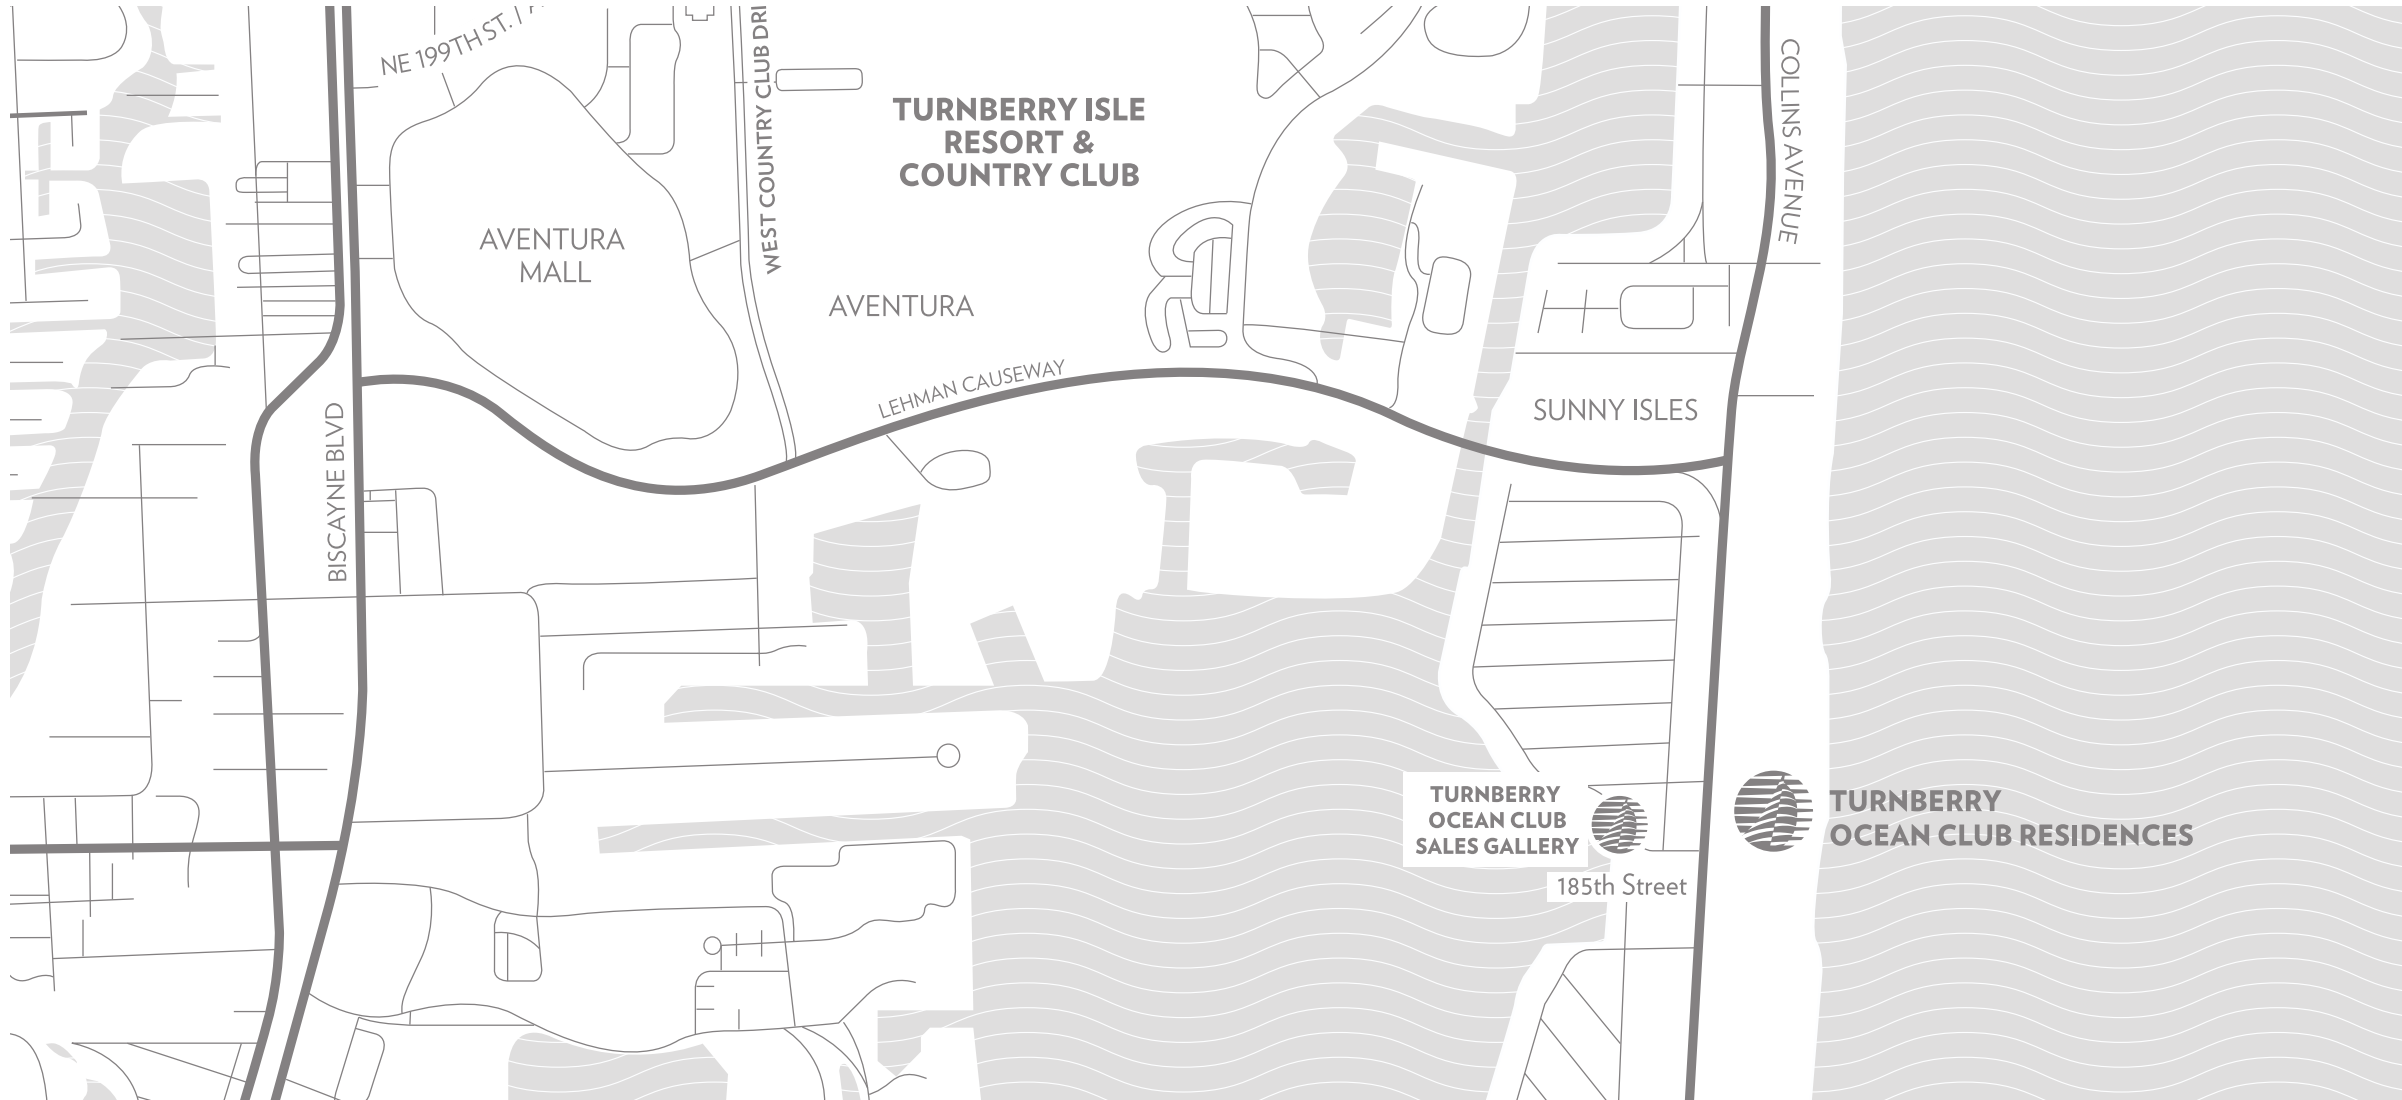 NE 199TH ST. /
WEST COUNTRY CLUB
COLLINS AVENUE
TURNBERRY ISLE
RESORT &
COUNTRY CLUB
AVENTURA
MALL
AVENTURA
LEHMAN CAUSEWAY
SUNNY ISLES
BISCAYNE BLVD
TURNBERRY
OCEAN CLUB
SALES GALLERY
TURNBERRY
OCEAN CLUB RESIDENCES
185th Street